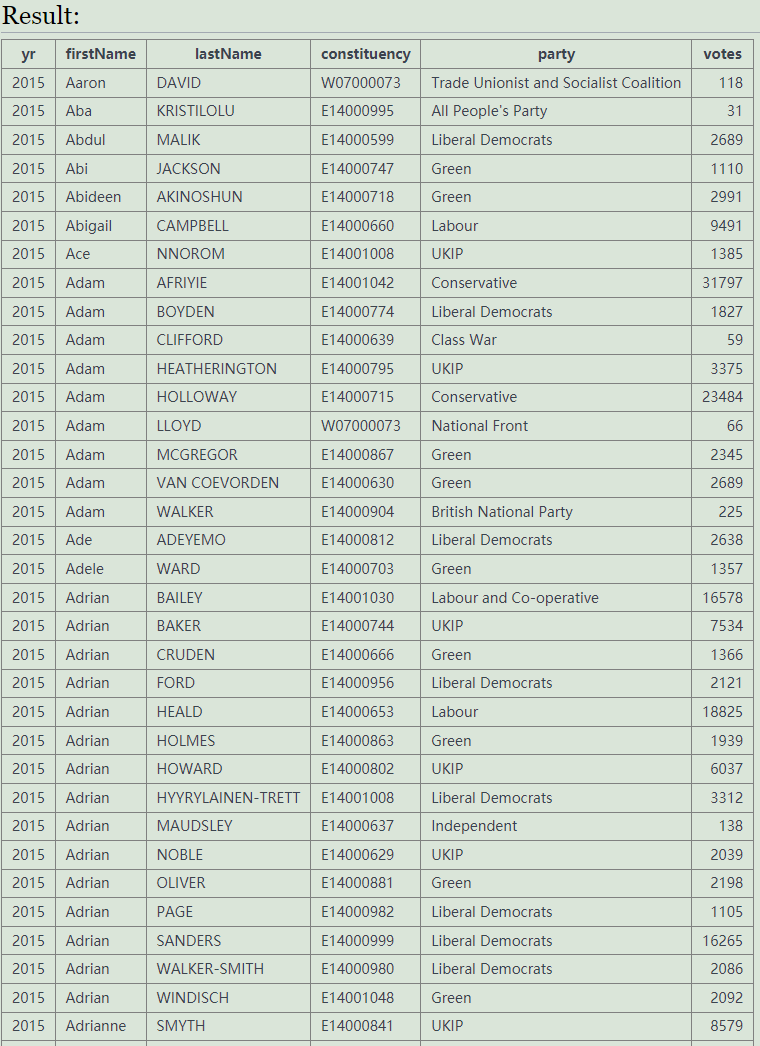 Result:
yr firstName lastName constituency party votes
2015 Aaron DAVID W07000073 Trade Unionist and Socialist Coalition 118
2015 Aba KRISTILOLU E14000995 All People's Party 31
2015 Abdul MALIK E14000599 Liberal Democrats 2689
2015 Abi JACKSON E14000747 Green 1110
2015 Abideen AKINOSHUN E14000718 Green 2991
2015 Abigail CAMPBELL E14000660 Labour 9491
2015 Ace NNOROM E14001008 UKIP 1385
2015 Adam AFRIYIE E14001042 Conservative 31797
2015 Adam BOYDEN E14000774 Liberal Democrats 1827
2015 Adam CLIFFORD E14000639 Class War 59
2015 Adam HEATHERINGTON E14000795 UKIP 3375
2015 Adam HOLLOWAY E14000715 Conservative 23484
2015 Adam LLOYD W07000073 National Front 66
2015 Adam MCGREGOR E14000867 Green 2345
2015 Adam VAN COEVORDEN E14000630 Green 2689
2015 Adam WALKER E14000904 British National Party 225
2015 Ade ADEYEMO E14000812 Liberal Democrats 2638
2015 Adele WARD E14000703 Green 1357
2015 Adrian BAILEY E14001030 Labour and Co-operative 16578
2015 Adrian BAKER E14000744 UKIP 7534
2015 Adrian CRUDEN E14000666 Green 1366
2015 Adrian FORD E14000956 Liberal Democrats 2121
2015 Adrian HEALD E14000653 Labour 18825
2015 Adrian HOLMES E14000863 Green 1939
2015 Adrian HOWARD E14000802 UKIP 6037
2015 Adrian HYYRYLAINEN-TRETT E14001008 Liberal Democrats 3312
2015 Adrian MAUDSLEY E14000637 Independent 138
2015 Adrian NOBLE E14000629 UKIP 2039
2015 Adrian OLIVER E14000881 Green 2198
2015 Adrian PAGE E14000982 Liberal Democrats 1105
2015 Adrian SANDERS E14000999 Liberal Democrats 16265
2015 Adrian WALKER-SMITH E14000980 Liberal Democrats 2086
2015 Adrian WINDISCH E14001048 Green 2092
2015 Adrianne SMYTH E14000841 UKIP 8579